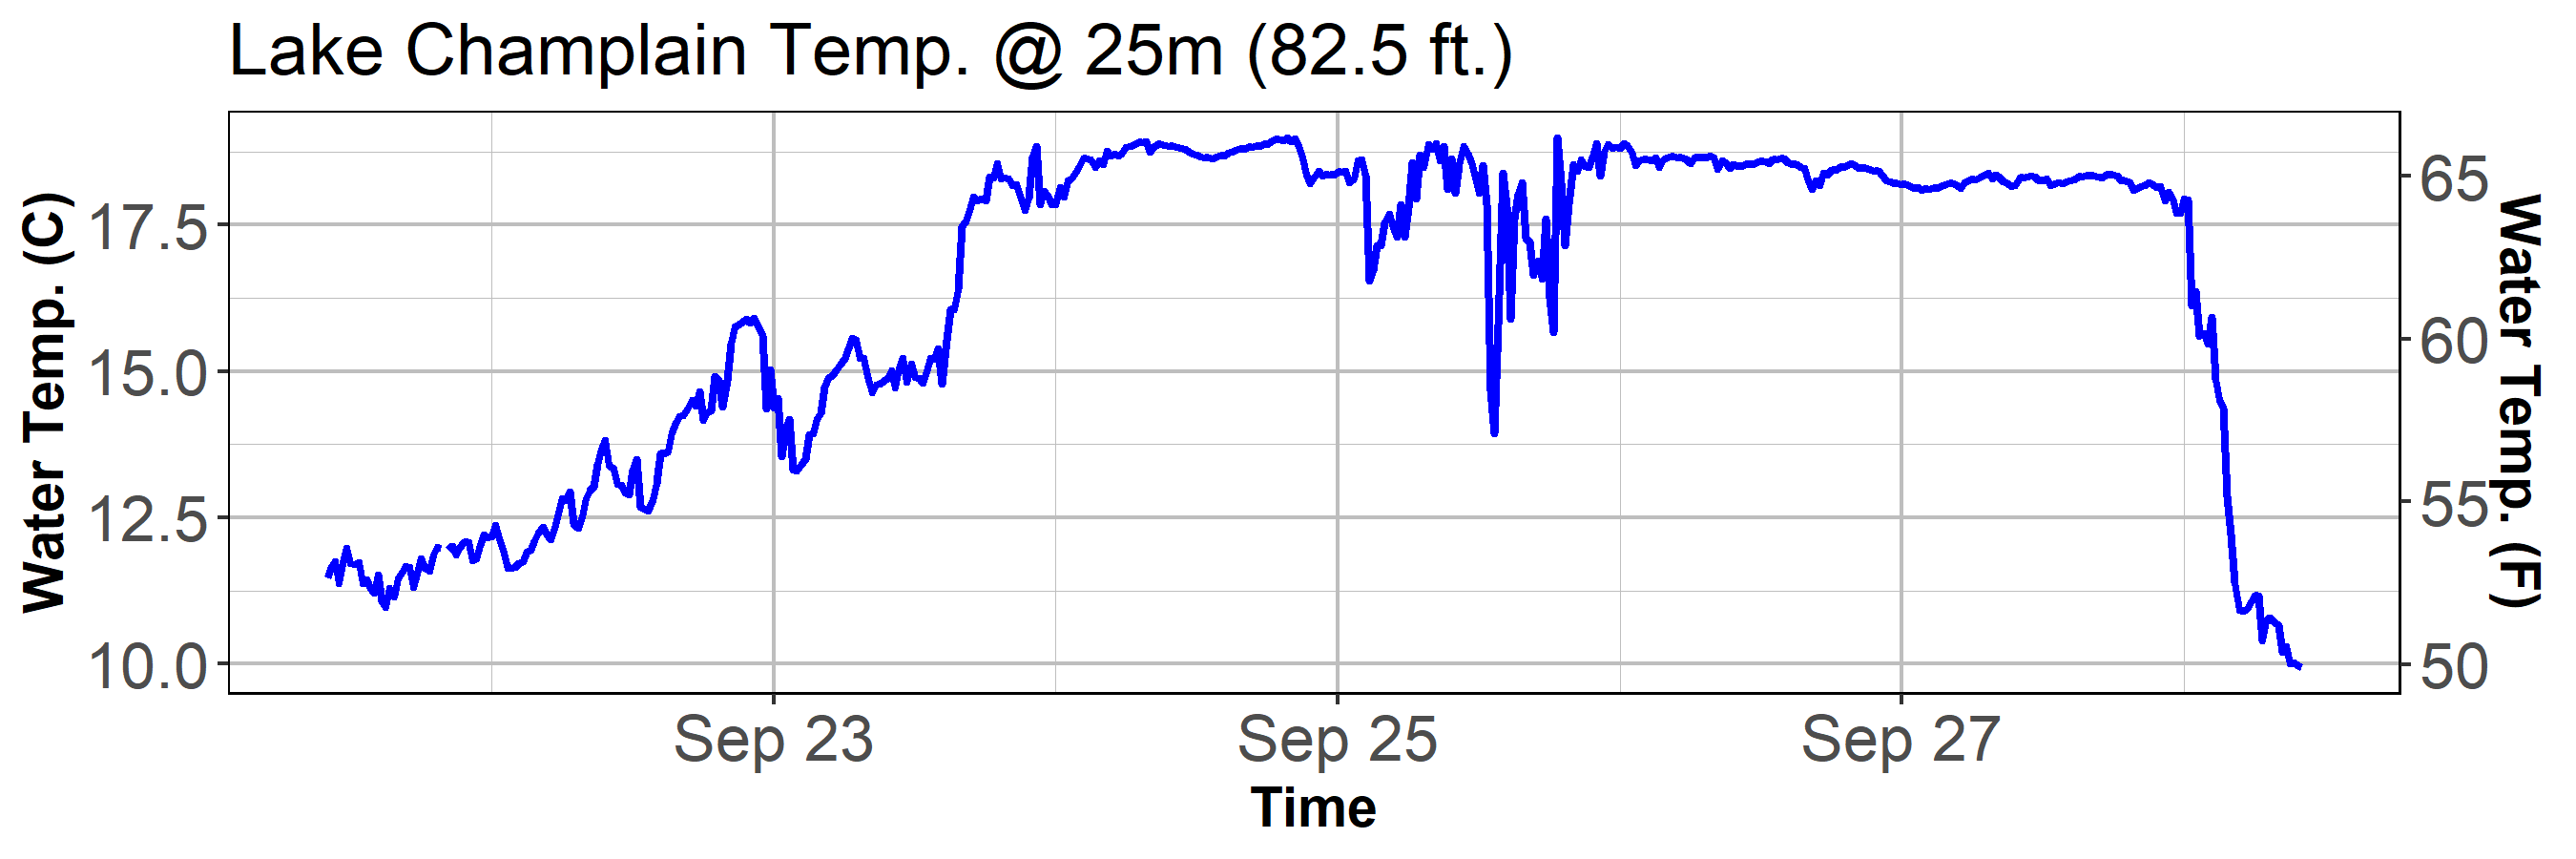 Lake Champlain Temp. @ 25m (82.5 ft.)
Water Temp. (C)
17.5
15.0
12.5
10.0
65
60
55
50
Water Temp. (F)
Sep 23 Sep 25 Sep 27
Time